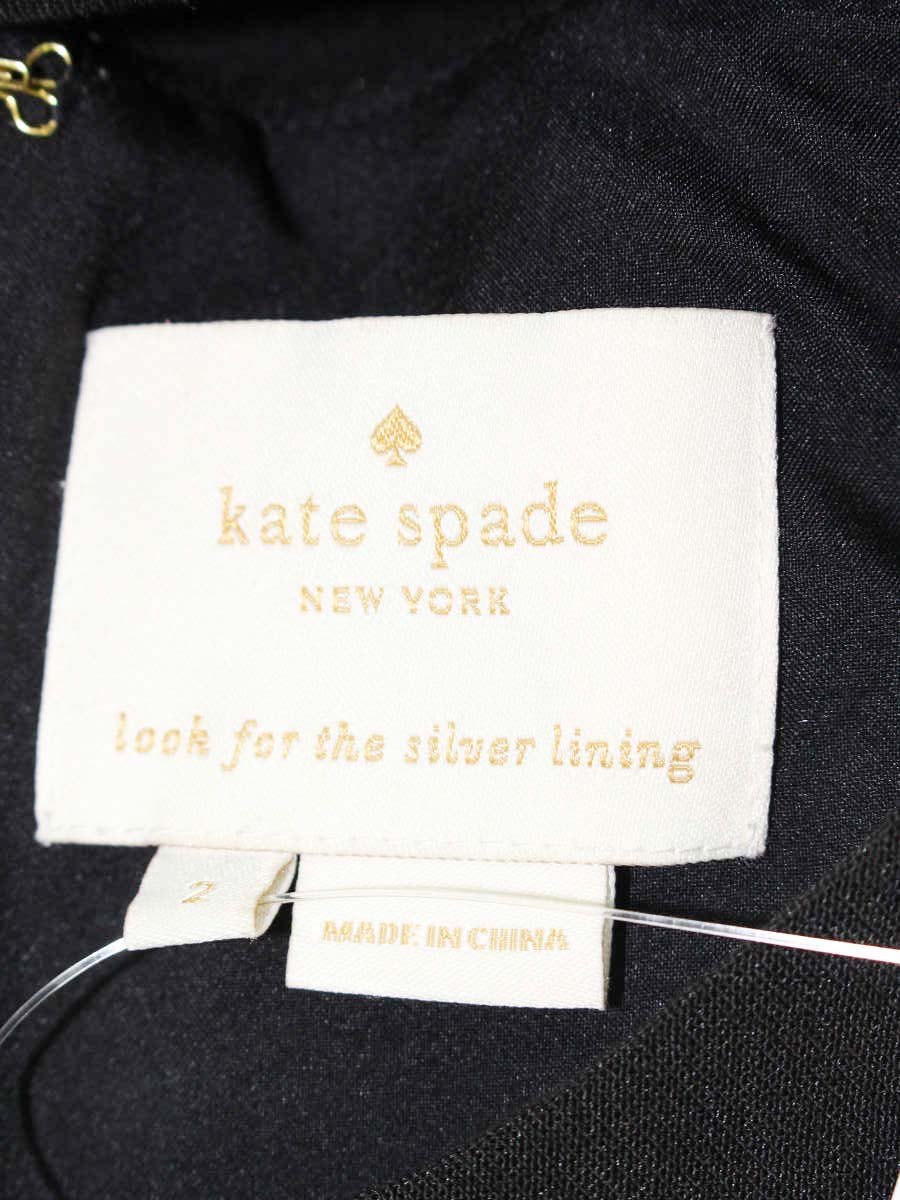 kate spade
NEW YORK
look for the silver lining
2
MADE IN CHINA